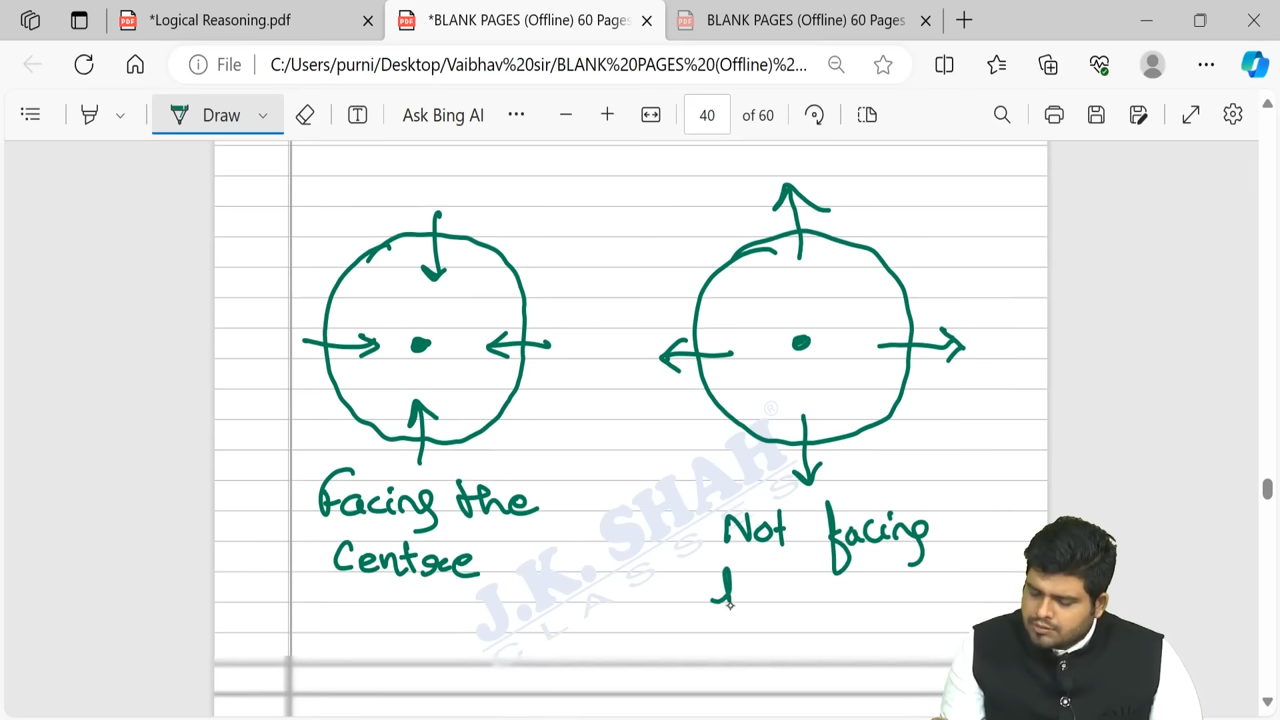 *Logical Reasoning.pdf
*BLANK PAGES (Offline) 60 Pages
BLANK PAGES (Offline) 60 Pages
File
C:/Users/purni/Desktop/Vaibhav%20sir/BLANK%20PAGES%20(Offline)%2...
Draw
Ask Bing AI
40 of 60
Facing the
Centre
Not facing
J.K. SHAH®
CLASSES